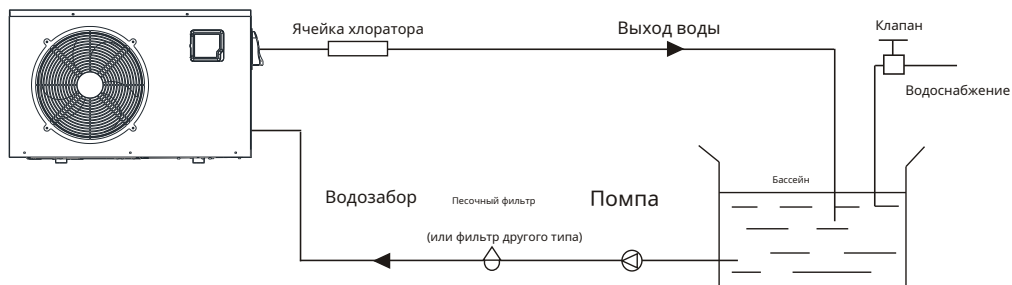 Ячейка хлоратора
Выход воды
Клапан
Водоснабжение
Бассейн
Водозабор
Песочный фильтр
Помпа
(или фильтр другого типа)